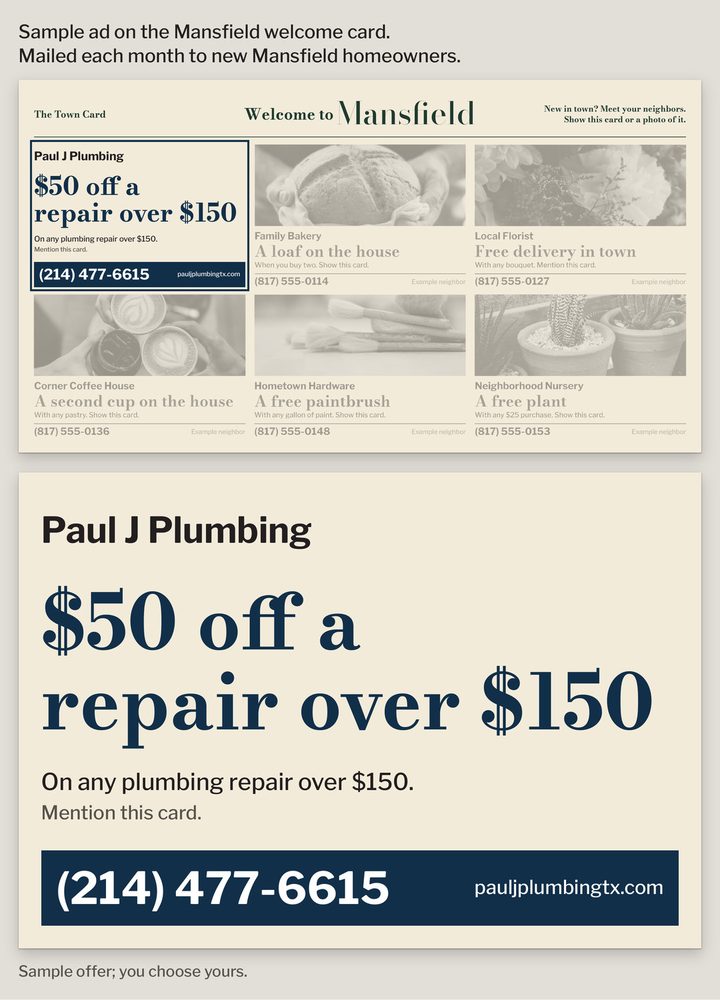 Sample ad on the Mansfield welcome card.
Mailed each month to new Mansfield homeowners.
The Town Card
Welcome to Mansfield
New in town? Meet your neighbors.
Show this card or a photo of it.
Paul J Plumbing
$50 off a
repair over $150
On any plumbing repair over $150.
Mention this card.
(214) 477-6615 pauljplumbingtx.com
Family Bakery
A loaf on the house
When you buy two. Show this card.
(817) 555-0114 Example neighbor
Local Florist
Free delivery in town
With any bouquet. Mention this card.
(817) 555-0127 Example neighbor
Corner Coffee House
A second cup on the house
With any pastry. Show this card.
(817) 555-0136 Example neighbor
Hometown Hardware
A free paintbrush
With any gallon of paint. Show this card.
(817) 555-0148 Example neighbor
Neighborhood Nursery
A free plant
With any $25 purchase. Show this card.
(817) 555-0153 Example neighbor
Paul J Plumbing
$50 off a
repair over $150
On any plumbing repair over $150.
Mention this card.
(214) 477-6615 pauljplumbingtx.com
Sample offer; you choose yours.